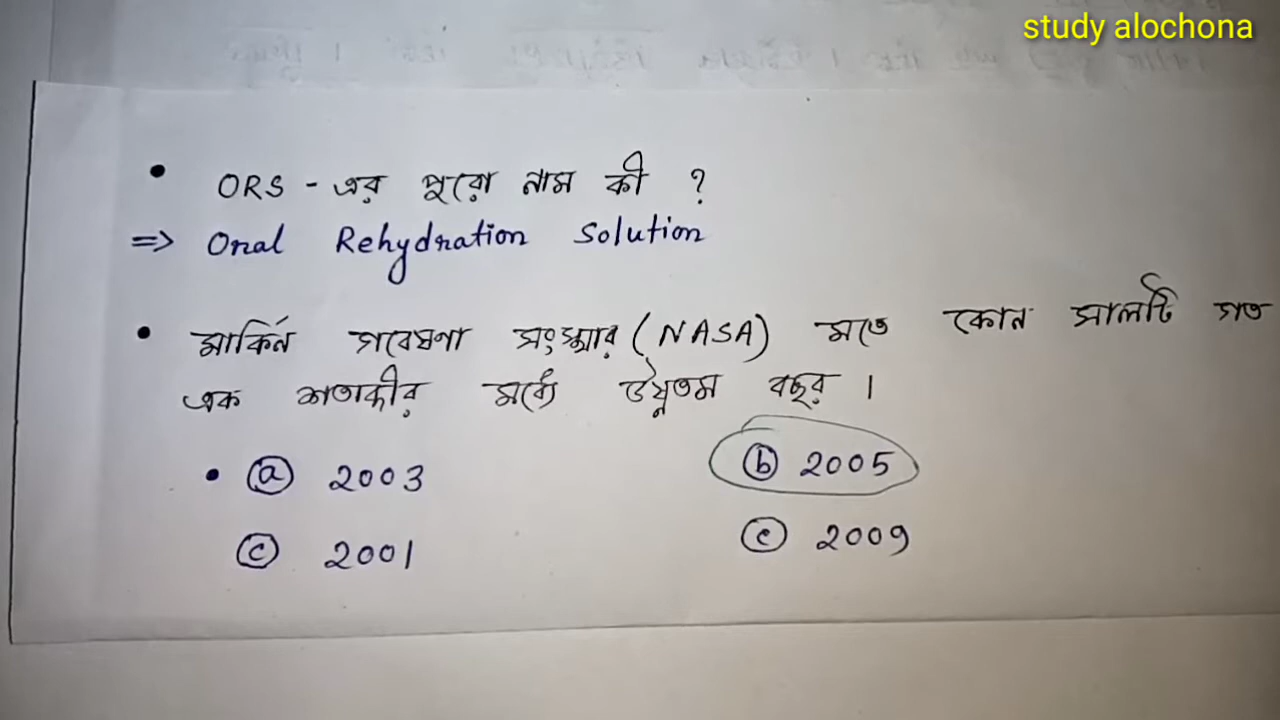 study alochona
• ORS - এর পুরো নাম কী ?
=> Oral Rehydration Solution
• মার্কিন গবেষণা সংস্থার (NASA) মতে কোন সালটি গত
এক শতাব্দীর মধ্যে উষ্ণতম বছর ।
• (a) 2003
(b) 2005
(c) 2001
(e) 2009